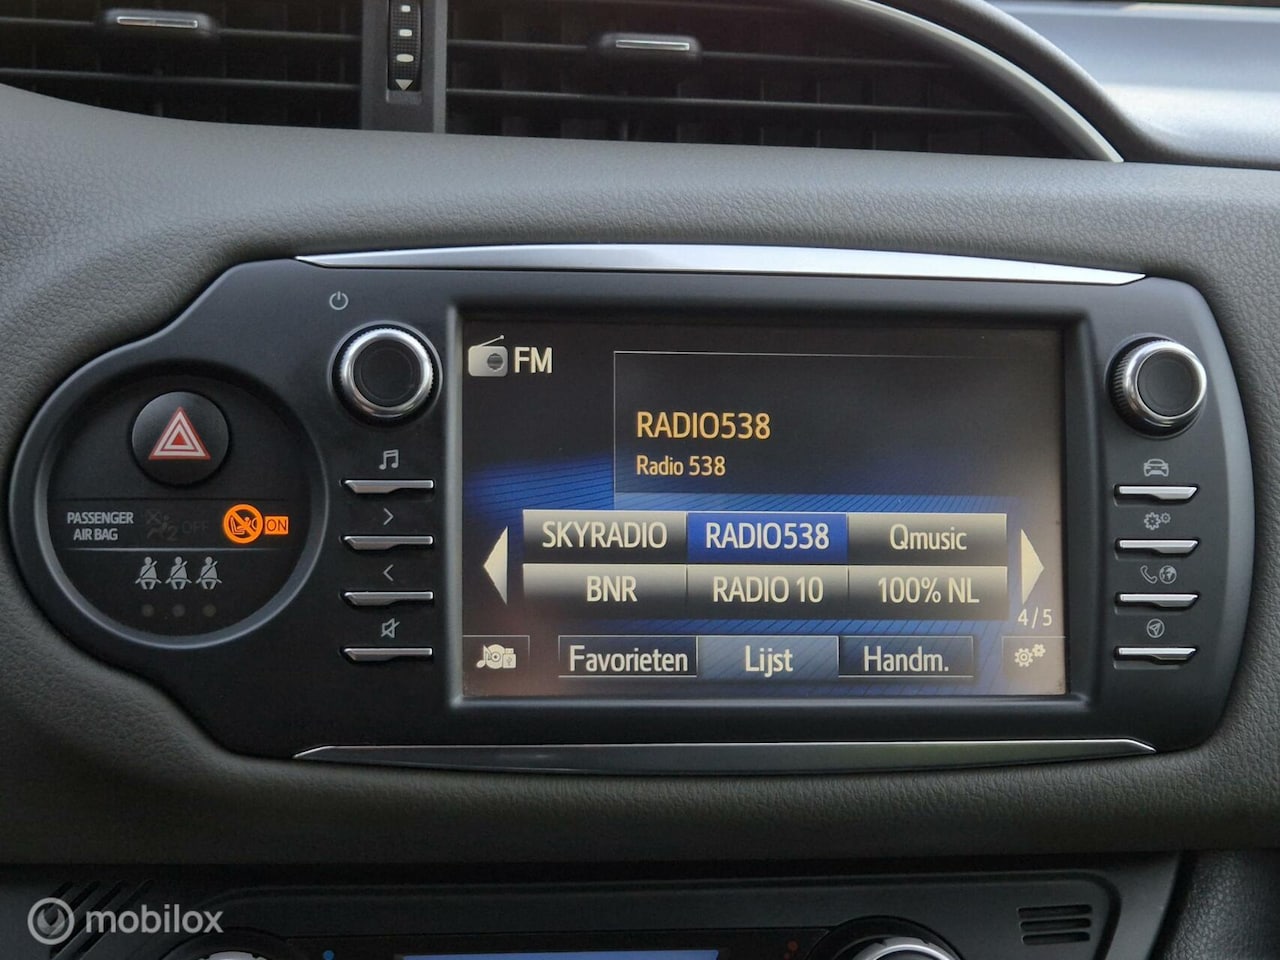 FM
RADIO538
Radio 538
SKYRADIO RADIO538 Qmusic
BNR RADIO 10 100% NL
4/5
Favorieten Lijst Handm.
PASSENGER
AIR BAG
2 OFF
ON
mobilox